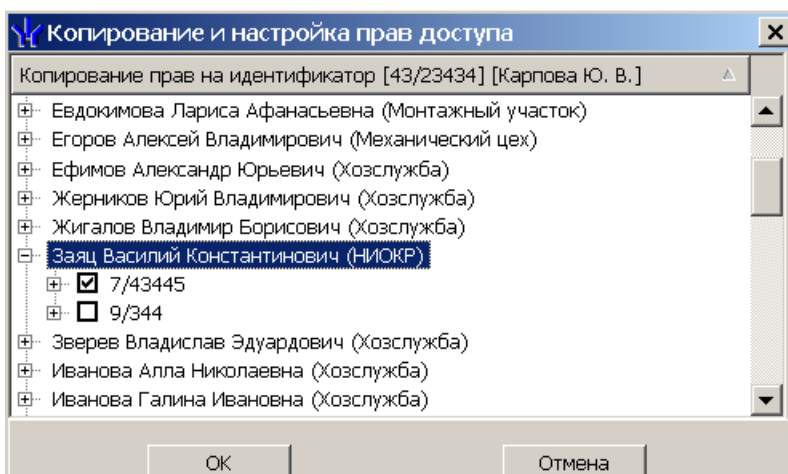 Копирование и настройка прав доступа
Копирование прав на идентификатор [43/23434] [Карпова Ю. В.]
Евдокимова Лариса Афанасьевна (Монтажный участок)
Егоров Алексей Владимирович (Механический цех)
Ефимов Александр Юрьевич (Хозслужба)
Жерников Юрий Владимирович (Хозслужба)
Жигалов Владимир Борисович (Хозслужба)
Заяц Василий Константинович (НИОКР)
7/43445
9/344
Зверев Владислав Эдуардович (Хозслужба)
Иванова Алла Николаевна (Хозслужба)
Иванова Галина Ивановна (Хозслужба)
OK
Отмена